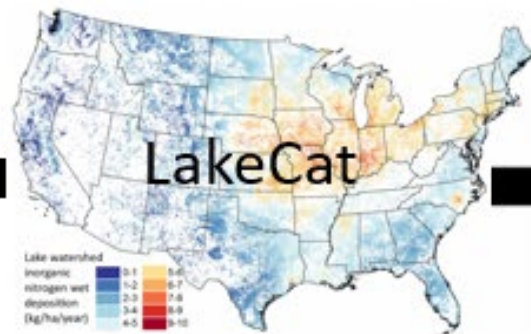 LakeCat
Lake watershed
inorganic
nitrogen wet
deposition
(kg/ha/year)
0-1
1-2
2-3
3-4
4-5
5-6
6-7
7-8
8-9
9-10